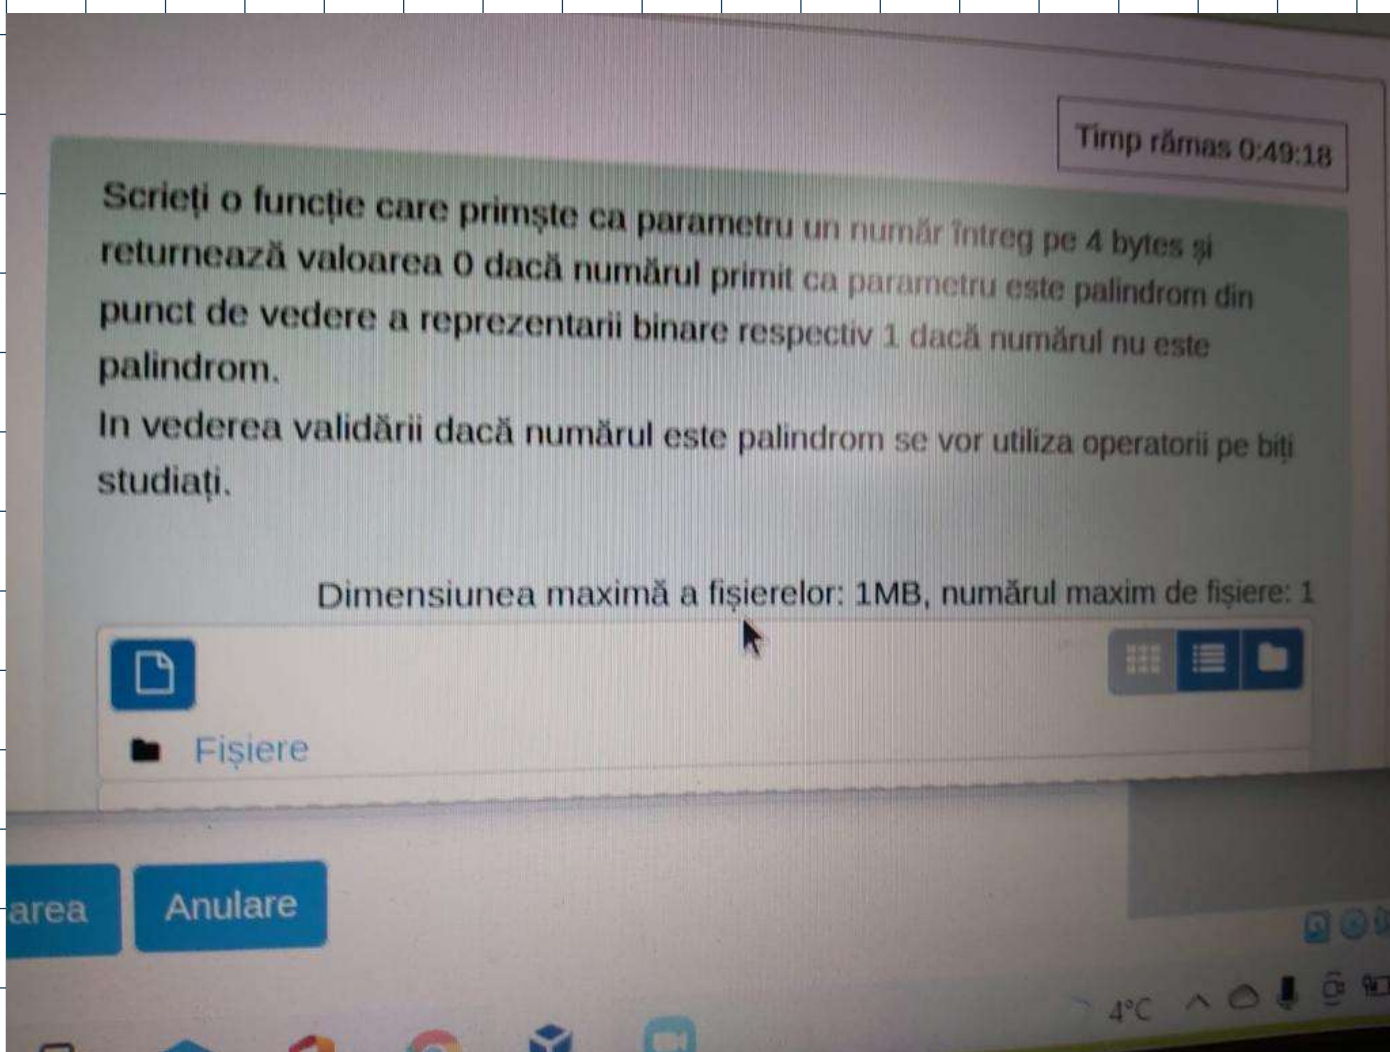 Timp rămas 0:49:18
Scrieți o funcție care primște ca parametru un număr întreg pe 4 bytes și
returnează valoarea 0 dacă numărul primit ca parametru este palindrom din
punct de vedere a reprezentarii binare respectiv 1 dacă numărul nu este
palindrom.
In vederea validării dacă numărul este palindrom se vor utiliza operatorii pe biți
studiați.
Dimensiunea maximă a fișierelor: 1MB, numărul maxim de fișiere: 1
Fișiere
area
Anulare
4°C